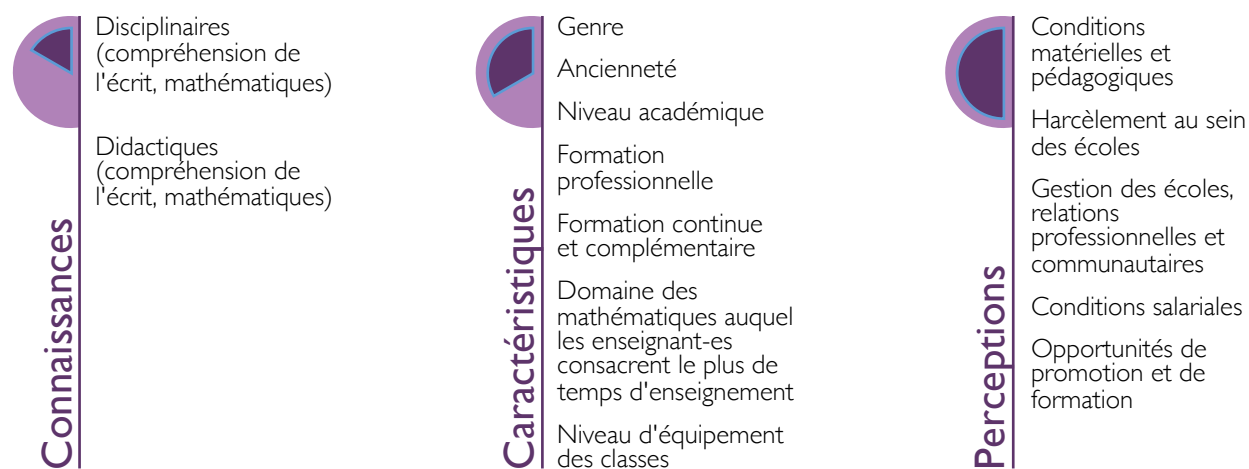 Connaissances
Disciplinaires
(compréhension de
l'écrit, mathématiques)
Didactiques
(compréhension de
l'écrit, mathématiques)
Caractéristiques
Genre
Ancienneté
Niveau académique
Formation
professionnelle
Formation continue
et complémentaire
Domaine des
mathématiques auquel
les enseignant-es
consacrent le plus de
temps d'enseignement
Niveau d'équipement
des classes
Perceptions
Conditions
matérielles et
pédagogiques
Harcèlement au sein
des écoles
Gestion des écoles,
relations
professionnelles et
communautaires
Conditions salariales
Opportunités de
promotion et de
formation